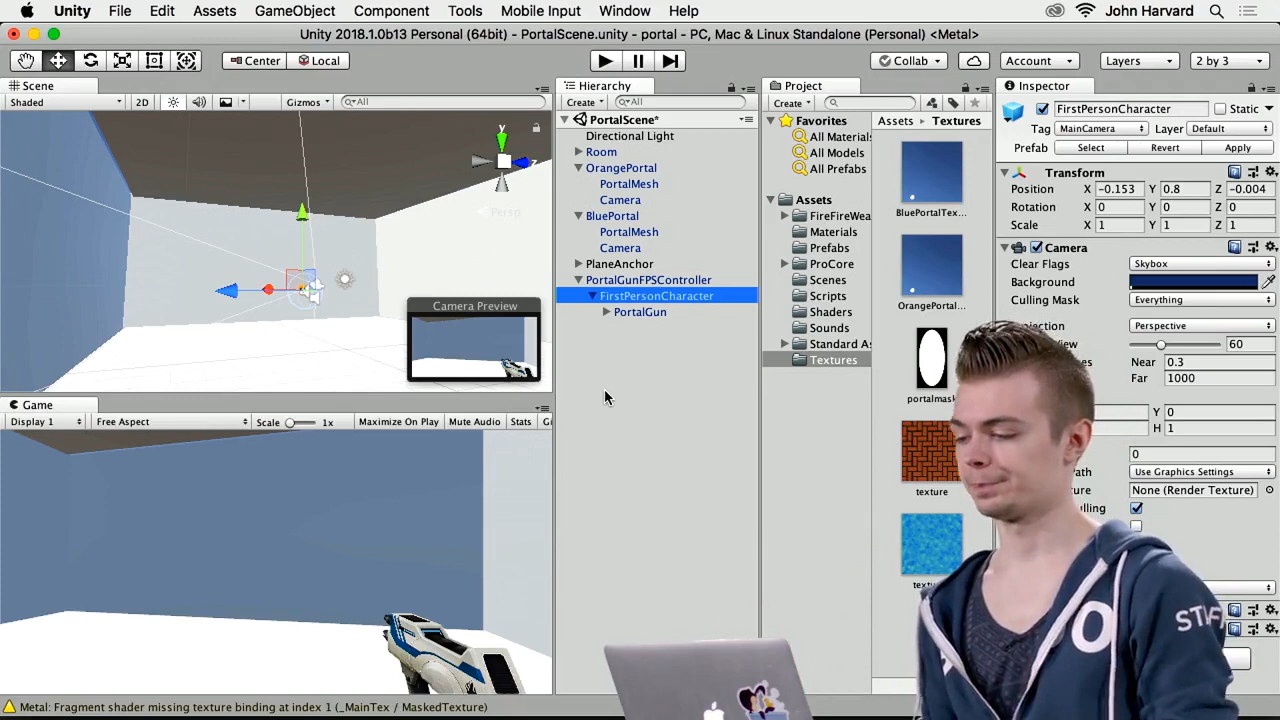 Unity File Edit Assets GameObject Component Tools Mobile Input Window Help John Harvard
Unity 2018.1.0b13 Personal (64bit) - PortalScene.unity - portal - PC, Mac & Linux Standalone (Personal) <Metal>
Center Local Collab Account Layers 2 by 3
Scene
Shaded 2D Gizmos All
y
z
Persp
Camera Preview
Game
Display 1 Free Aspect Scale 1x Maximize On Play Mute Audio Stats
Hierarchy
Create All
PortalScene*
Directional Light
Room
OrangePortal
PortalMesh
Camera
BluePortal
PortalMesh
Camera
PlaneAnchor
PortalGunFPSController
FirstPersonCharacter
PortalGun
Project
Create
Favorites
All Materials
All Models
All Prefabs
Assets
FireFireWea
Materials
Prefabs
ProCore
Scenes
Scripts
Shaders
Sounds
Standard As
Textures
Assets Textures
BluePortalTex...
OrangePortal...
portalmask
texture
Inspector
FirstPersonCharacter Static
Tag MainCamera Layer Default
Prefab Select Revert Apply
Transform
Position X -0.153 Y 0.8 Z -0.004
Rotation X 0 Y 0 Z 0
Scale X 1 Y 1 Z 1
Camera
Clear Flags Skybox
Background
Culling Mask Everything
Perspective
60
Near 0.3
Far 1000
Y 0
H 1
0
Use Graphics Settings
None (Render Texture)
O
STAFF
Metal: Fragment shader missing texture binding at index 1 (_MainTex / MaskedTexture)